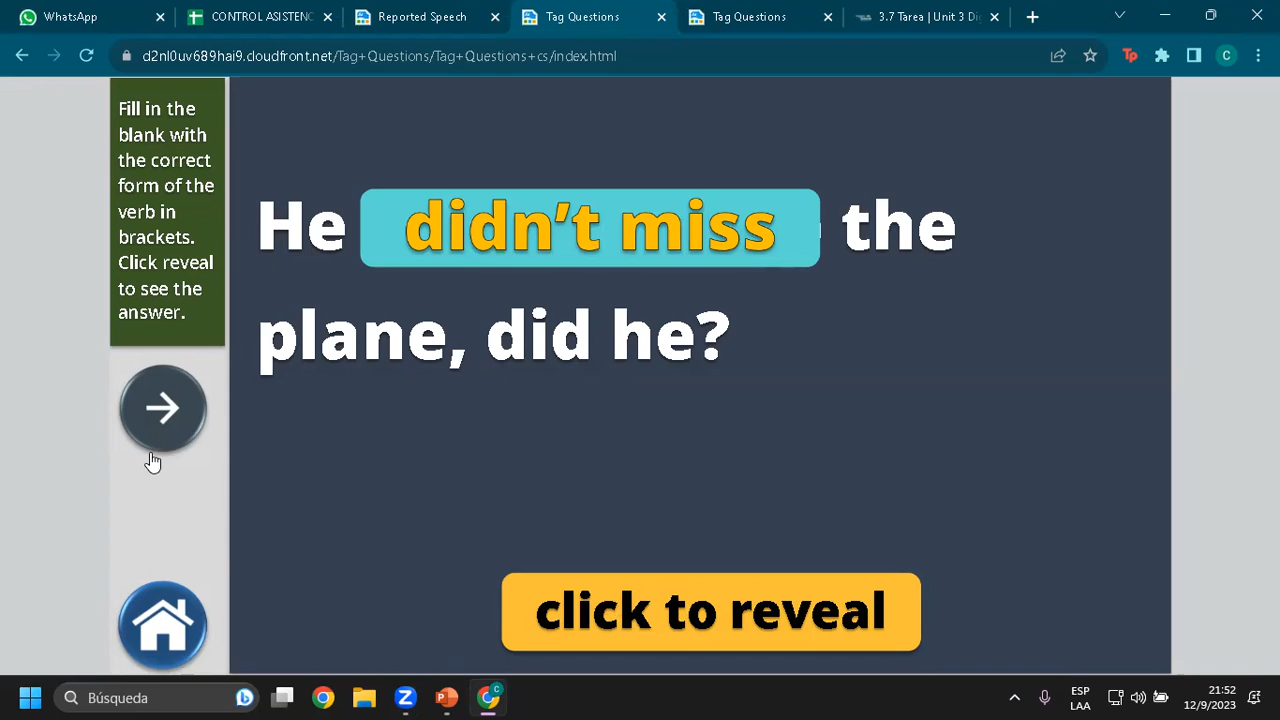 WhatsApp
CONTROL ASISTENC
Reported Speech
Tag Questions
Tag Questions
3.7 Tarea | Unit 3 Di
d2nl0uv689hai9.cloudfront.net/Tag+Questions/Tag+Questions+cs/index.html
Tp
C
Fill in the
blank with
the correct
form of the
verb in
brackets.
Click reveal
to see the
answer.
He didn't miss the
plane, did he?
click to reveal
Búsqueda
ESP
LAA
21:52
12/9/2023